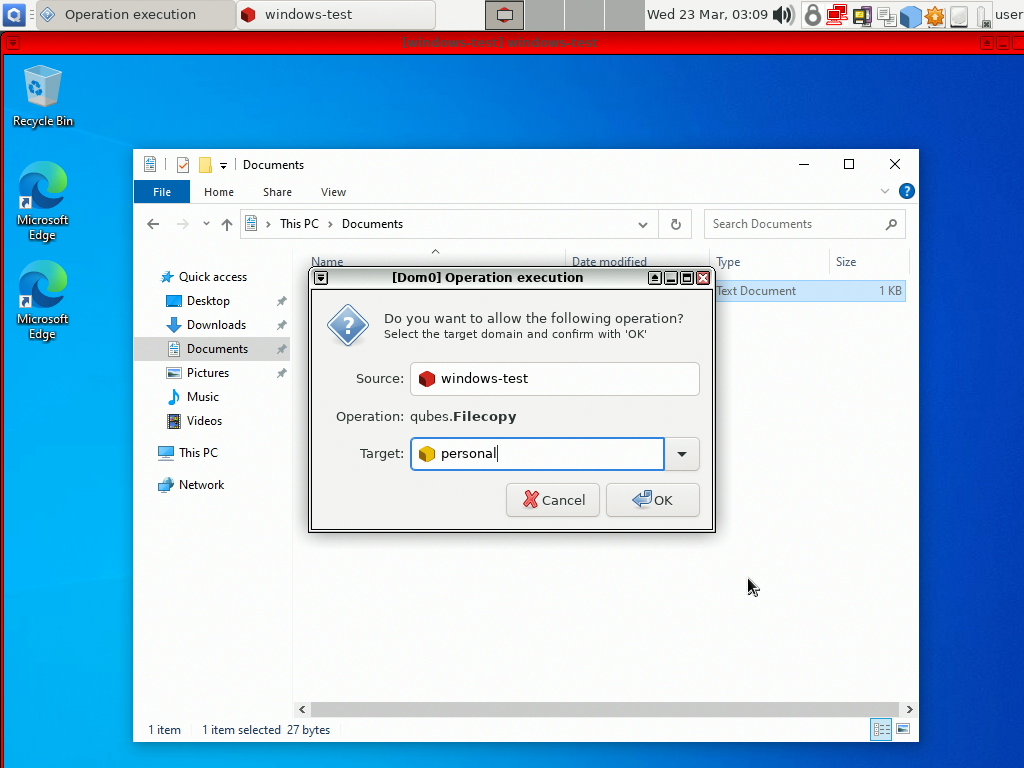 Operation execution
windows-test
Wed 23 Mar, 03:09
user
[windows-test] windows-test
Recycle Bin
Microsoft
Edge
Microsoft
Edge
Documents
File
Home
Share
View
This PC
Documents
Search Documents
Name
Date modified
Type
Size
Text Document
1 KB
Quick access
Desktop
Downloads
Documents
Pictures
Music
Videos
This PC
Network
[Dom0] Operation execution
Do you want to allow the following operation?
Select the target domain and confirm with 'OK'
Source: windows-test
Operation: qubes.Filecopy
Target: personal
Cancel
OK
1 item
1 item selected 27 bytes